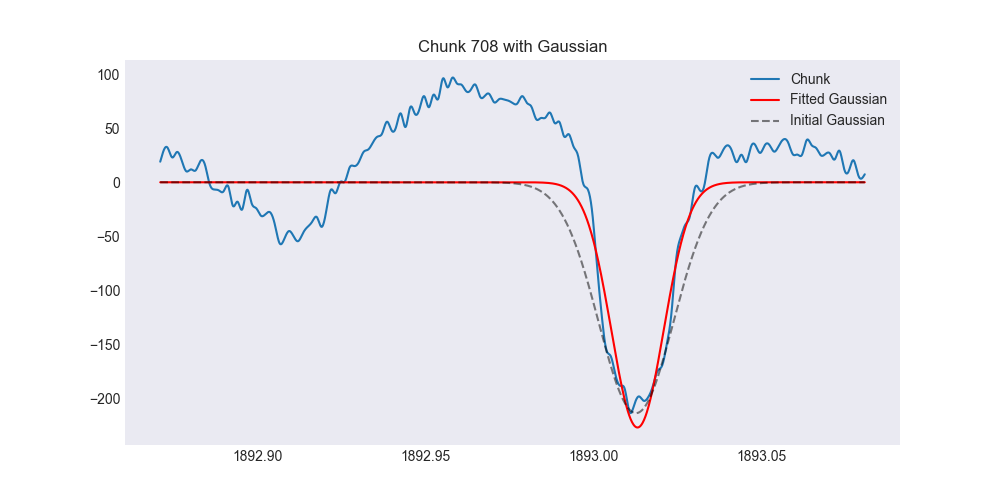 Chunk 708 with Gaussian
100
50
0
−50
−100
−150
−200
1892.90
1892.95
1893.00
1893.05
Chunk
Fitted Gaussian
Initial Gaussian